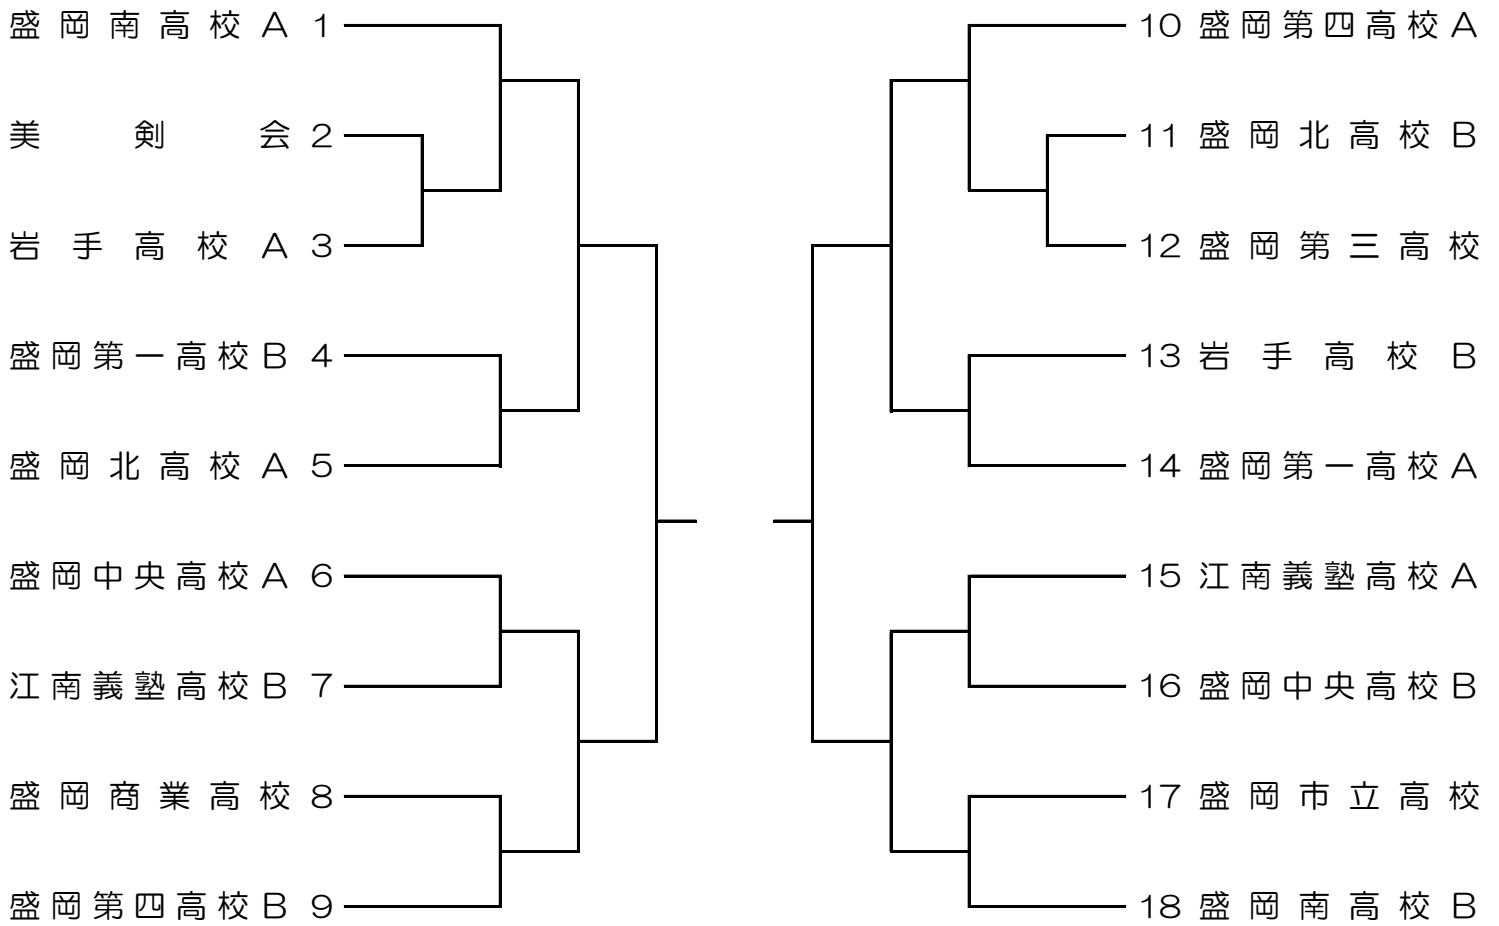 盛岡南高校A 1
美剣会 2
岩手高校A 3
盛岡第一高校B 4
盛岡北高校A 5
盛岡中央高校A 6
江南義塾高校B 7
盛岡商業高校 8
盛岡第四高校B 9
10 盛岡第四高校A
11 盛岡北高校B
12 盛岡第三高校
13 岩手高校B
14 盛岡第一高校A
15 江南義塾高校A
16 盛岡中央高校B
17 盛岡市立高校
18 盛岡南高校B